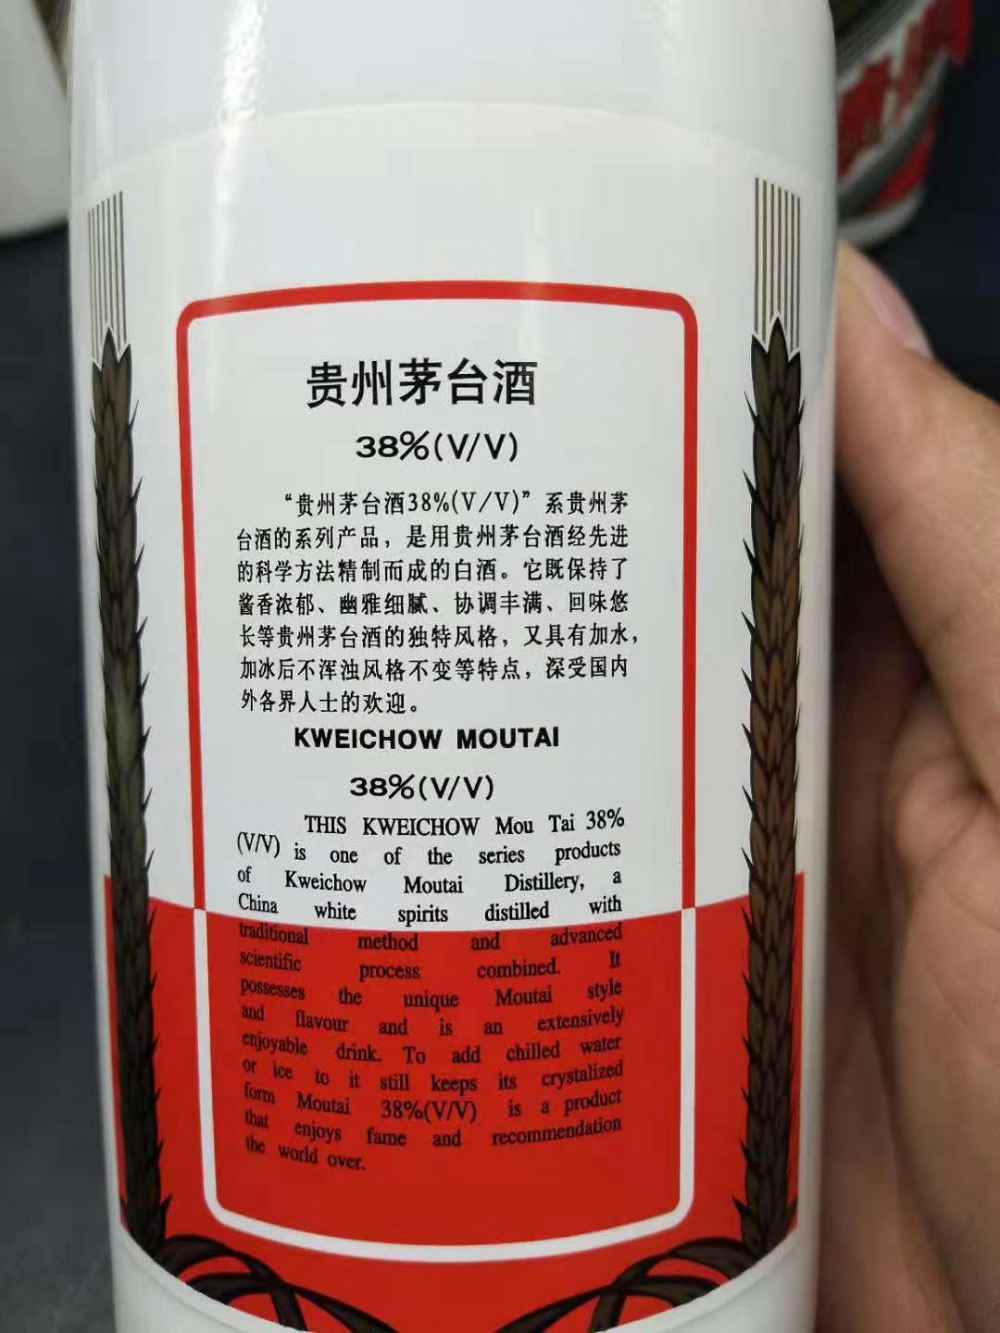 贵州茅台酒
38%(V/V)
“贵州茅台酒38%(V/V)”系贵州茅
台酒的系列产品，是用贵州茅台酒经先进
的科学方法精制而成的白酒。它既保持了
酱香浓郁、幽雅细腻、协调丰满、回味悠
长等贵州茅台酒的独特风格，又具有加水，
加冰后不浑浊风格不变等特点，深受国内
外各界人士的欢迎。
KWEICHOW MOUTAI
38%(V/V)
THIS KWEICHOW Mou Tai 38%
(V/V) is one of the series products
of Kweichow Moutai Distillery, a
China white spirits distilled with
traditional method and advanced
scientific process combined. It
possesses the unique Moutai style
and flavour and is an extensively
enjoyable drink. To add chilled water
or ice to it still keeps its crystalized
form Moutai 38%(V/V) is a product
that enjoys fame and recommendation
the world over.